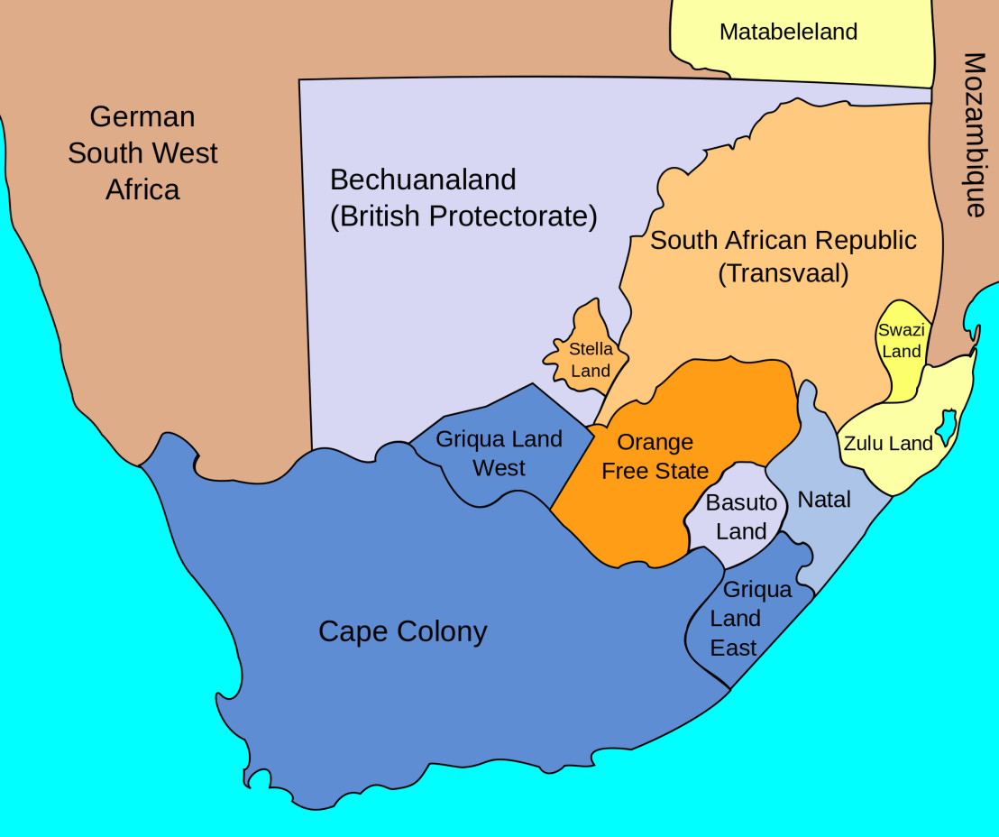 Matabeleland
Mozambique
German
South West
Africa
Bechuanaland
(British Protectorate)
South African Republic
(Transvaal)
Swazi
Land
Stella
Land
Griqua Land
West
Orange
Free State
Zulu Land
Basuto
Land
Natal
Griqua
Land
East
Cape Colony